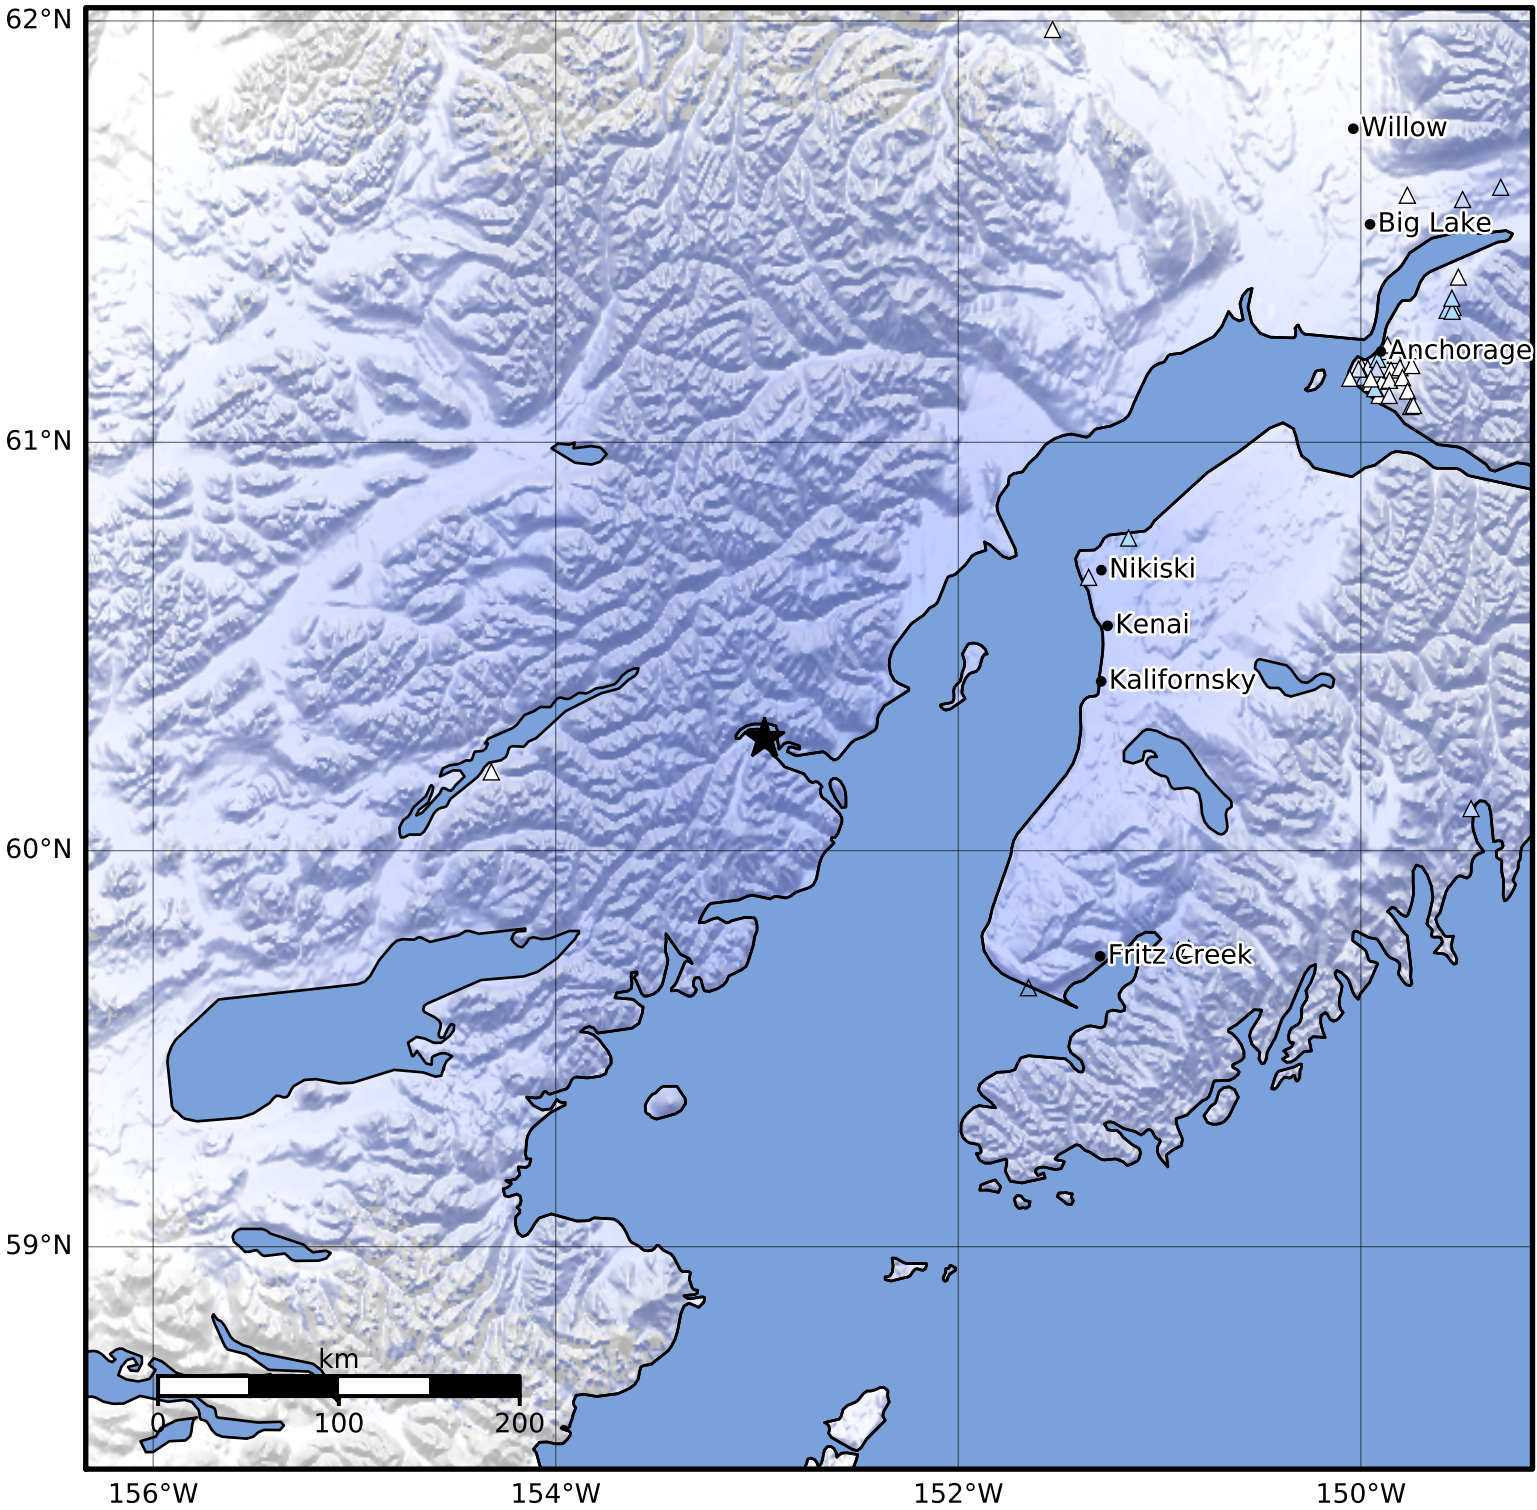 62°N
Willow
Big Lake
Anchorage
61°N
Nikiski
Kenai
Kalifornsky
60°N
Fritz Creek
59°N
km
0 100 200
156°W 154°W 152°W 150°W